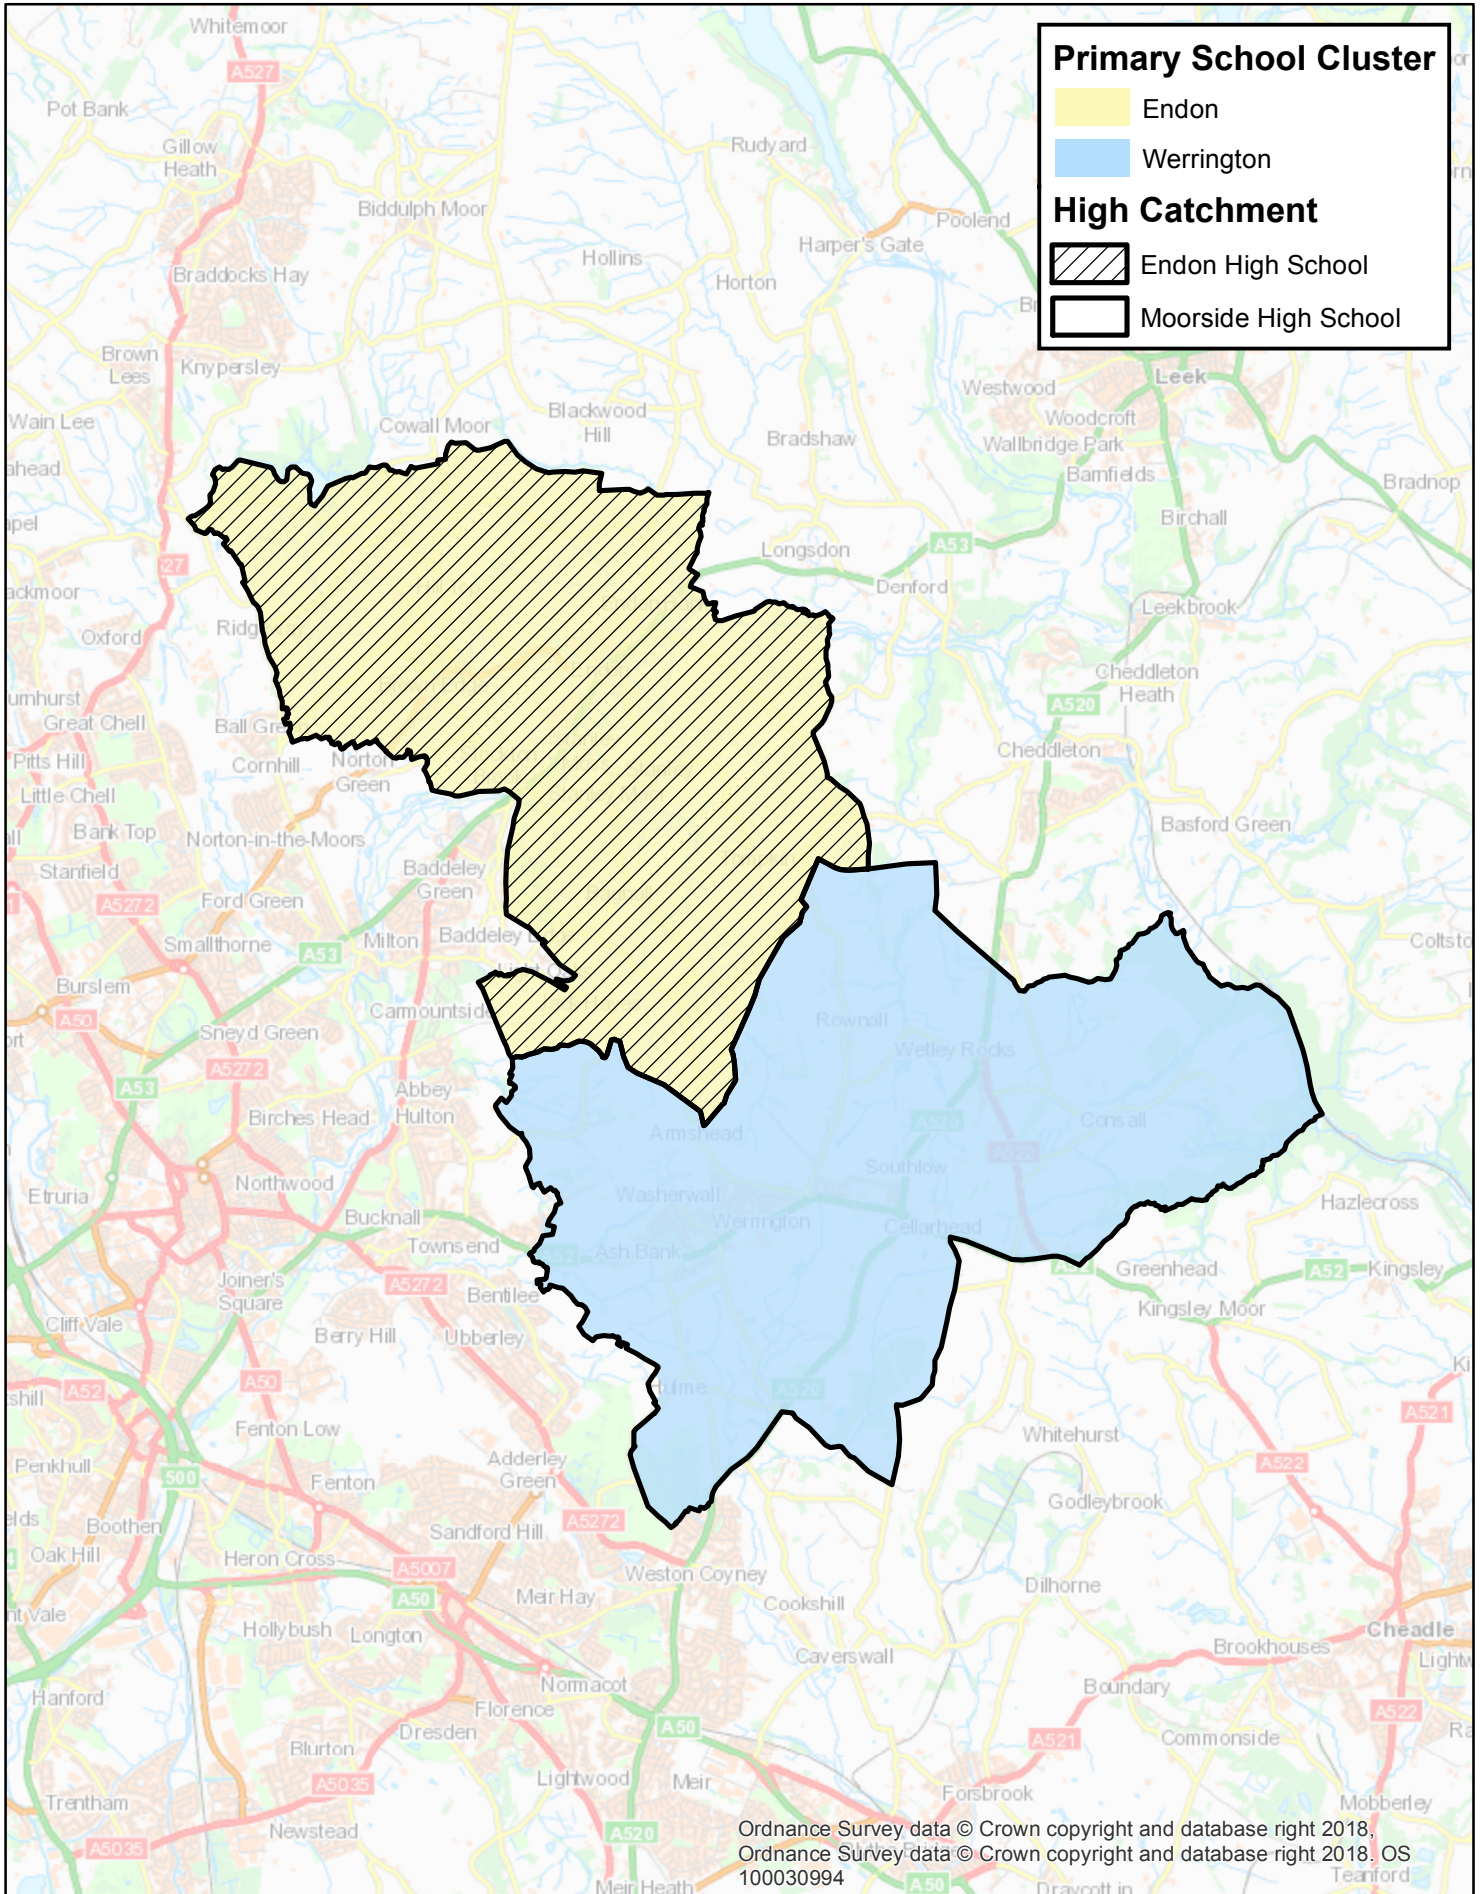 Primary School Cluster
Endon
Werrington
High Catchment
Endon High School
Moorside High School
Whitemoor
A527
Pot Bank
Gillow
Heath
Rudyard
Biddulph Moor
Poolend
Harper's Gate
Hollins
Braddocks Hay
Horton
Brown
Lees
Knypersley
Leek
Westwood
Woodcroft
Wain Lee
Cowall Moor
Blackwood
Hill
Bradshaw
Wallbridge Park
Barnfields
Bradnop
Birchall
A53
Longsdon
Denford
Leekbrook
Oxford
Cheddleton
Heath
A520
Great Chell
Cheddleton
Pitts Hill
Cornhill
Norton
Green
Little Chell
Bank Top
Norton-in-the-Moors
Basford Green
Stanfield
Baddeley
Green
A5272
Ford Green
Smallthorne
A53
Milton
Baddeley
Burslem
A50
Sneyd Green
Carmountside
Rownall
Wetley Rocks
A5272
A53
Abbey
Hulton
Birches Head
Armshead
A520
Consall
A522
Southlow
Etruria
Northwood
Washerwall
Werrington
Hazlecross
Bucknall
Townsend
A52
Ash Bank
Cellarhead
Joiner's
Square
A5272
Bentilee
A52
Greenhead
A52
Kingsley
Kingsley Moor
Cliff Vale
Berry Hill
Ubberley
A50
A52
Hulme
A520
A521
Fenton Low
Whitehurst
Penkhull
500
Fenton
Adderley
Green
A522
Godleybrook
Boothen
Sandford Hill
A5272
Oak Hill
Heron Cross
A5007
Weston Coyney
A50
Meir Hay
Dilhorne
Cookshill
Hollybush
Longton
Cheadle
Brookhouses
Caverswall
Hanford
Normacot
Boundary
Florence
A50
A522
Dresden
Blurton
A521
Commonside
A5035
Lightwood
Meir
Forsbrook
Trentham
Mobberley
Newstead
A520
A5035
Ordnance Survey data © Crown copyright and database right 2018,
Ordnance Survey data © Crown copyright and database right 2018. OS
100030994
Teanford
Meir Heath
A50
Draycott in